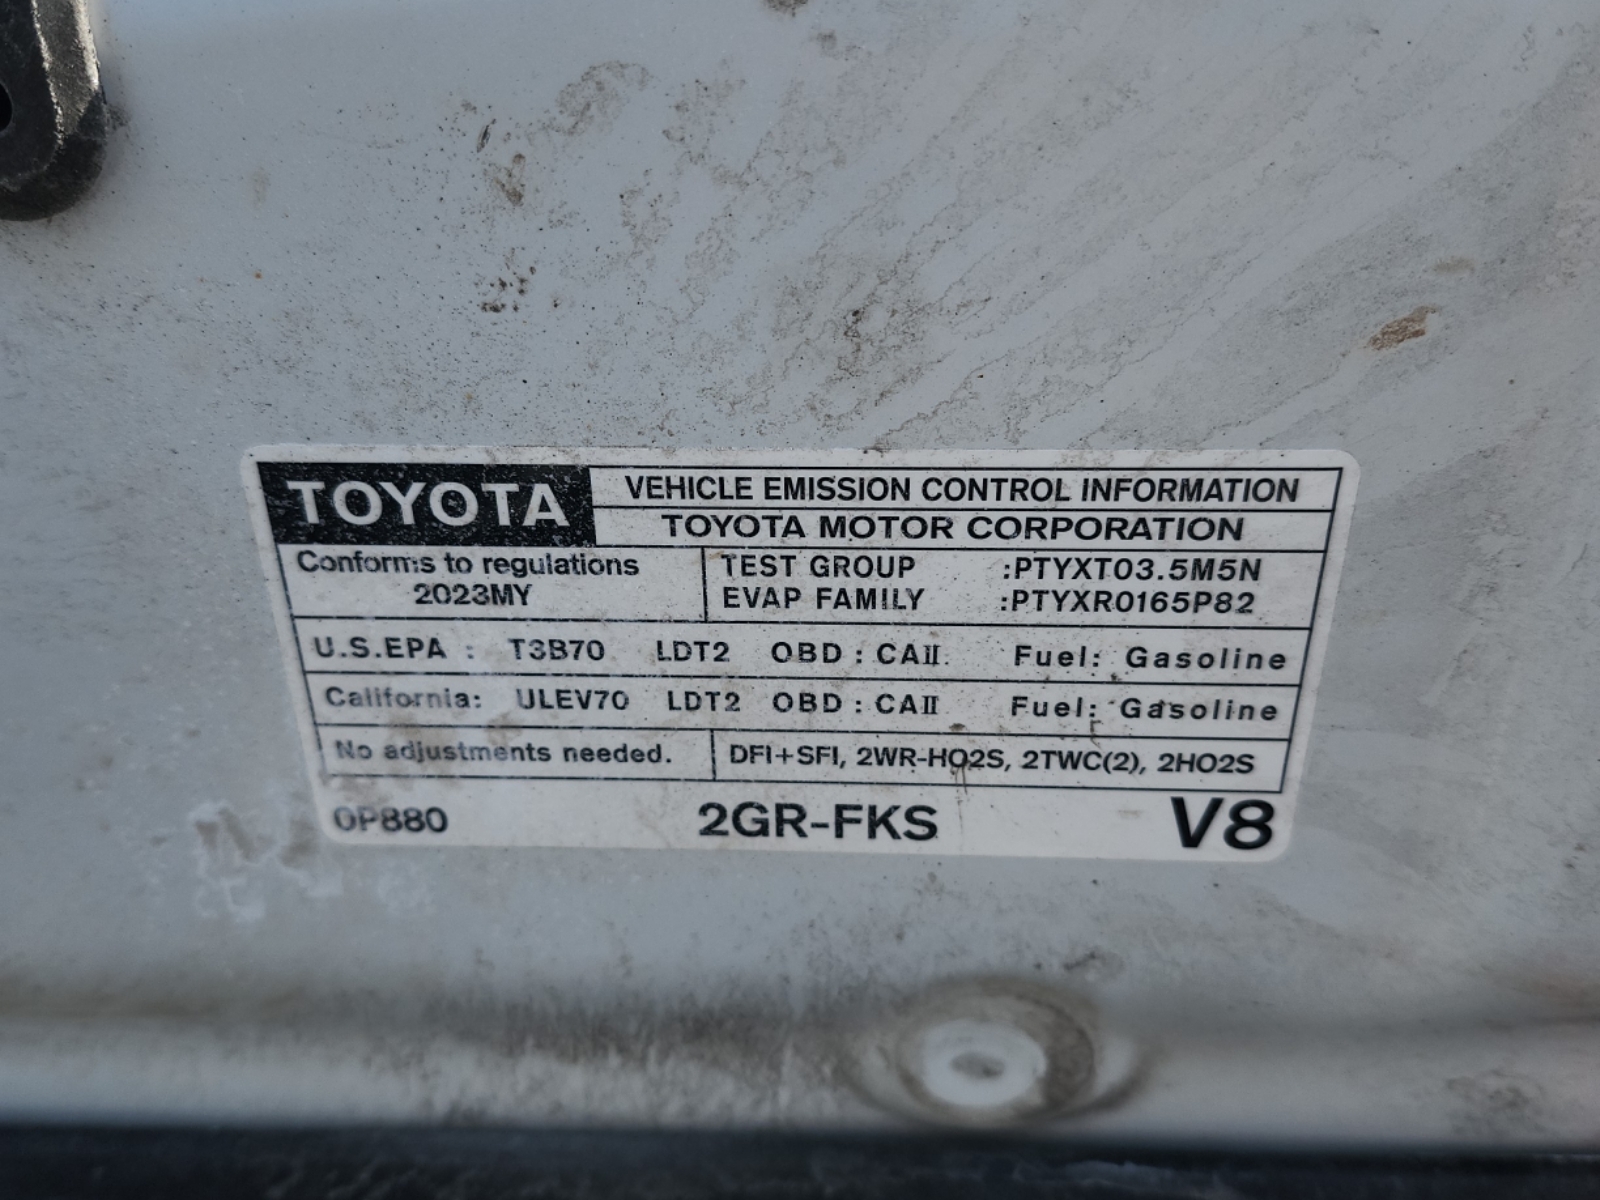 TOYOTA
VEHICLE EMISSION CONTROL INFORMATION
TOYOTA MOTOR CORPORATION
Conforms to regulations
2023MY
TEST GROUP :PTYXT03.5M5N
EVAP FAMILY :PTYXR0165P82
U.S.EPA : T3B70 LDT2 OBD : CAII Fuel: Gasoline
California: ULEV70 LDT2 OBD : CAII Fuel: Gasoline
No adjustments needed.
DFI+SFI, 2WR-HO2S, 2TWC(2), 2HO2S
0P880 2GR-FKS V8